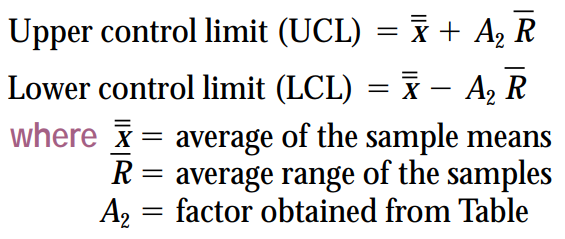 Upper control limit (UCL) = x̿ + A₂ R̅
Lower control limit (LCL) = x̿ − A₂ R̅
where x̿ = average of the sample means
R̅ = average range of the samples
A₂ = factor obtained from Table